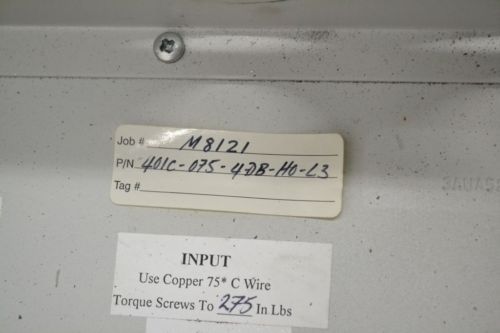 Job # M8121
P/N 401C-075-4DB-H0-L3
Tag #
INPUT
Use Copper 75* C Wire
Torque Screws To 275 In Lbs